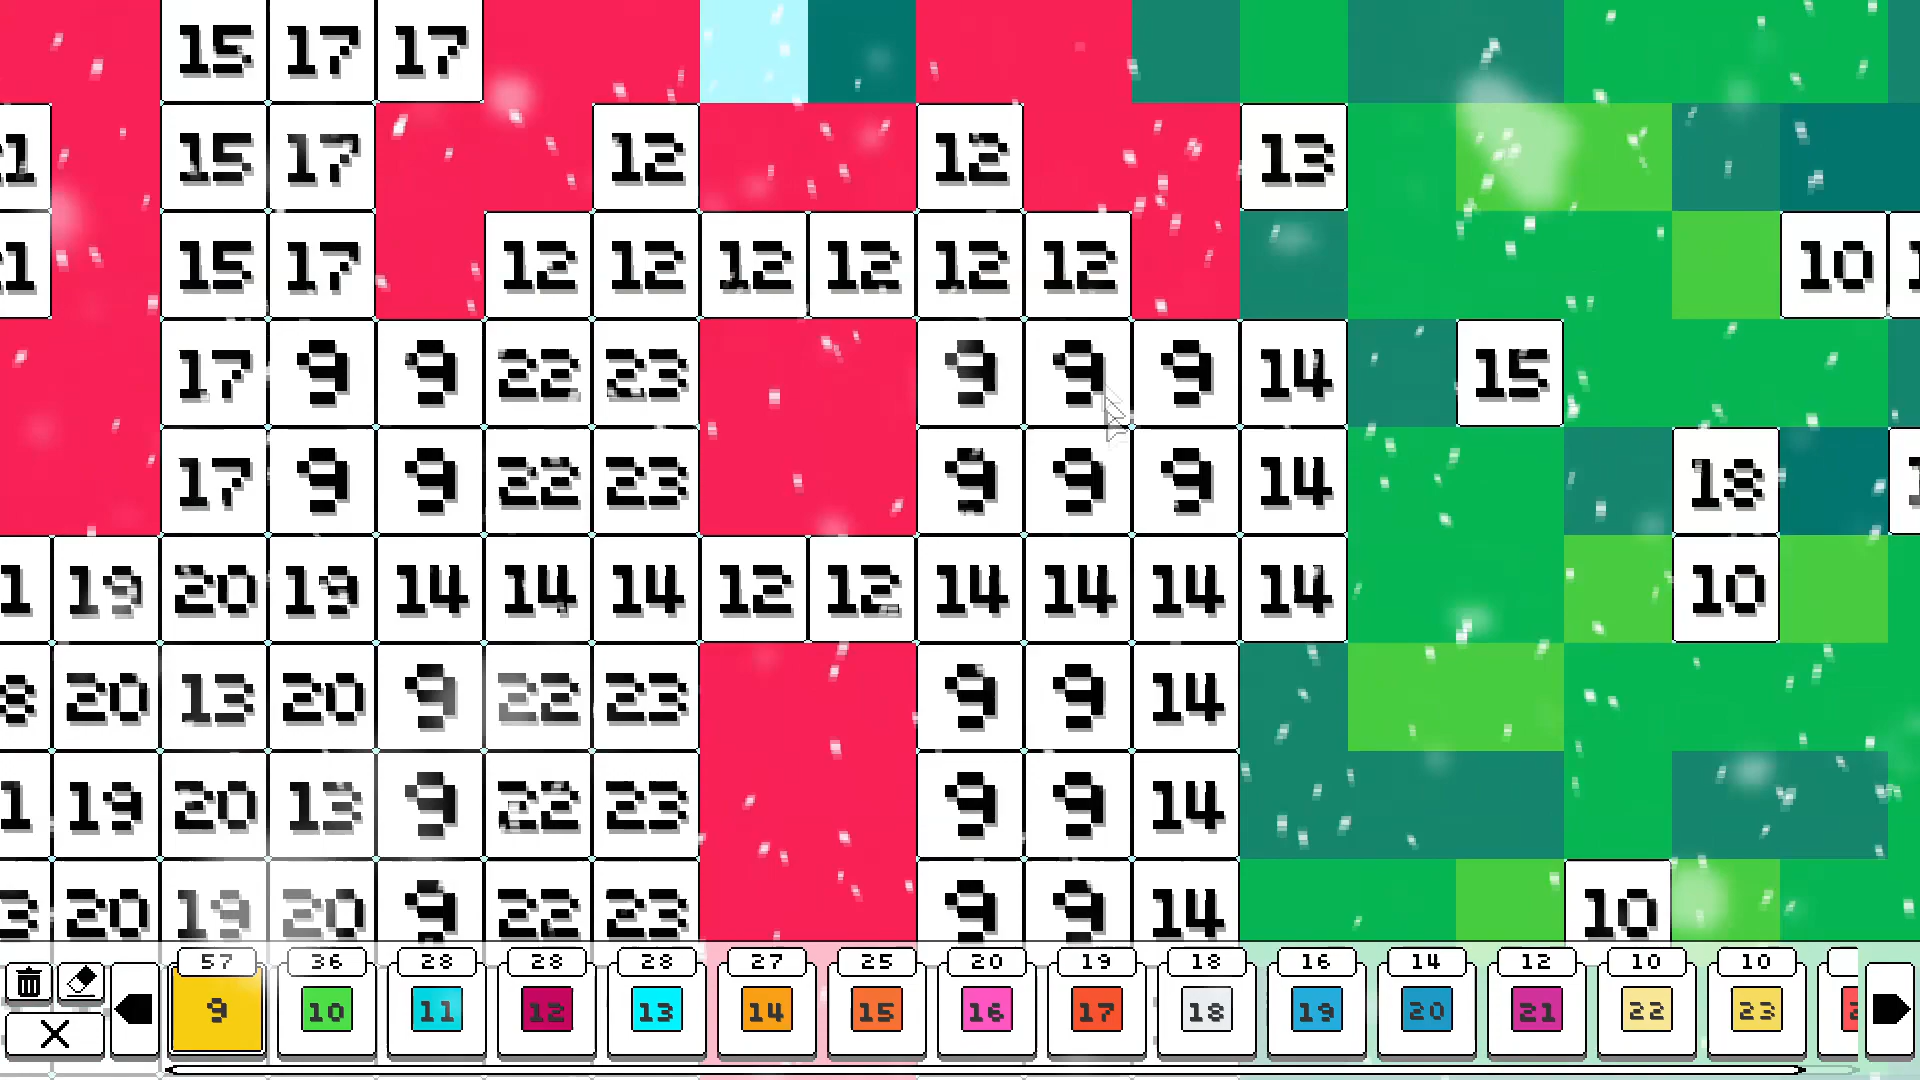 15 17 17
15 17 12 12 13
15 17 12 12 12 12 12 12 10
17 9 9 22 23 9 9 9 14 15
17 9 9 22 23 9 9 9 14 18
19 20 19 14 14 14 12 12 14 14 14 14 10
20 13 20 9 22 23 9 9 14
19 20 13 9 22 23 9 9 14
20 19 20 9 22 23 9 9 14 10
57 36 28 28 28 27 25 20 19 18 16 14 12 10 10
9 10 11 12 13 14 15 16 17 18 19 20 21 22 23